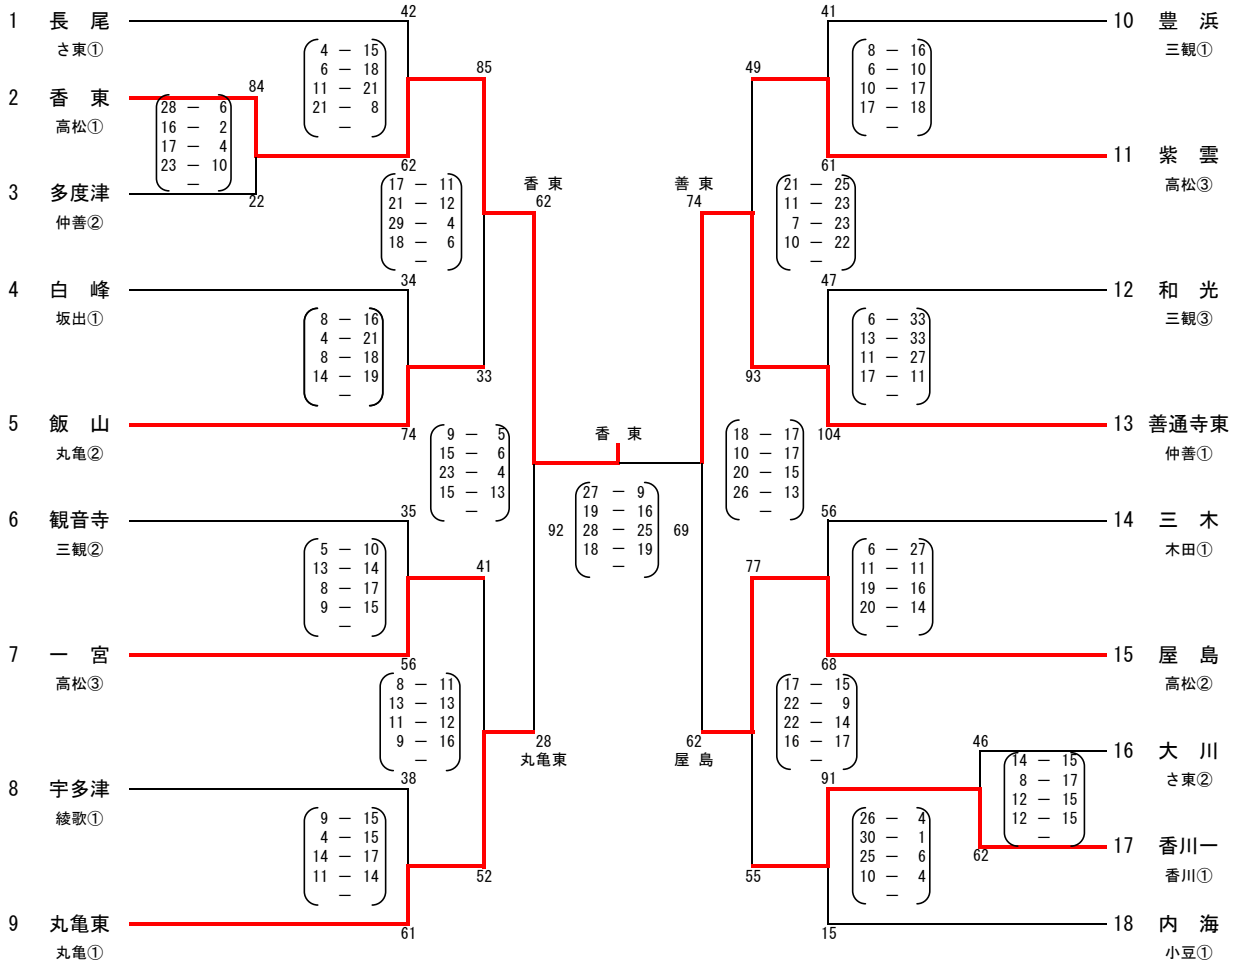 1 長 尾
さ東①
2 香 東
高松①
3 多度津
仲善②
4 白 峰
坂出①
5 飯 山
丸亀②
6 観音寺
三観②
7 一 宮
高松③
8 宇多津
綾歌①
9 丸亀東
丸亀①
84
28 － 6
16 － 2
17 － 4
23 － 10
－
22
42
4 － 15
6 － 18
11 － 21
21 － 8
－
62
34
8 － 16
4 － 21
8 － 18
14 － 19
－
74
35
5 － 10
13 － 14
8 － 17
9 － 15
－
56
38
9 － 15
4 － 15
14 － 17
11 － 14
－
61
85
17 － 11
21 － 12
29 － 4
18 － 6
－
33
41
8 － 11
13 － 13
11 － 12
9 － 16
－
52
香 東
62
9 － 5
15 － 6
23 － 4
15 － 13
－
28
丸亀東
香 東
92
27 － 9
19 － 16
28 － 25
18 － 19
－
69
善 東
74
18 － 17
10 － 17
20 － 15
26 － 13
－
62
屋 島
49
21 － 25
11 － 23
7 － 23
10 － 22
－
93
77
17 － 15
22 － 9
22 － 14
16 － 17
－
55
41
8 － 16
6 － 10
10 － 17
17 － 18
－
61
47
6 － 33
13 － 33
11 － 27
17 － 11
－
104
56
6 － 27
11 － 11
19 － 16
20 － 14
－
68
91
26 － 4
30 － 1
25 － 6
10 － 4
－
15
46
14 － 15
8 － 17
12 － 15
12 － 15
－
62
10 豊 浜
三観①
11 紫 雲
高松③
12 和 光
三観③
13 善通寺東
仲善①
14 三 木
木田①
15 屋 島
高松②
16 大 川
さ東②
17 香川一
香川①
18 内 海
小豆①